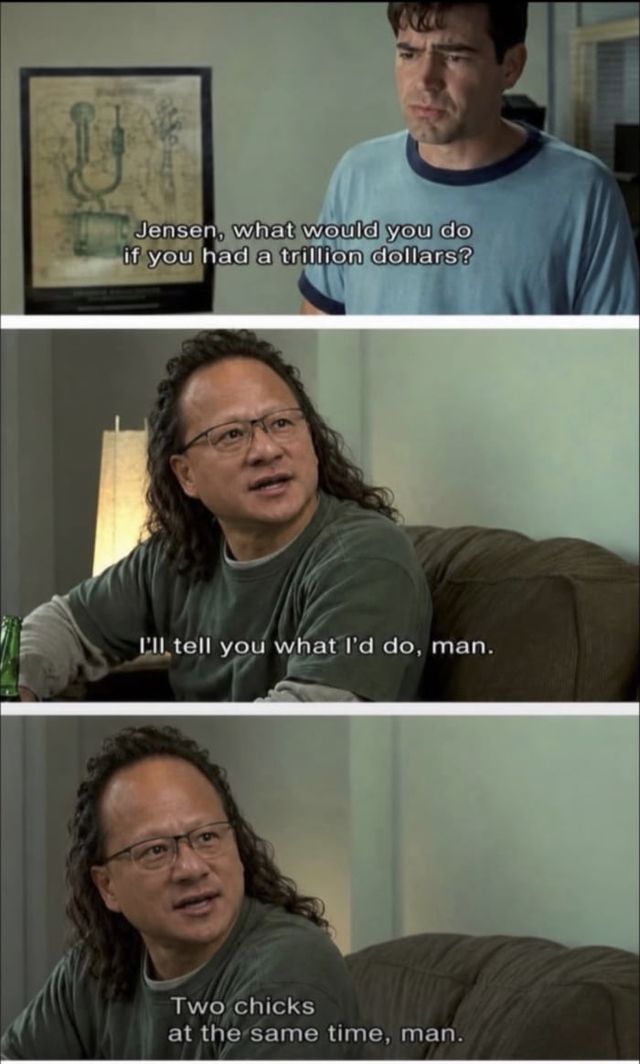 Jensen, what would you do
if you had a trillion dollars?
I'll tell you what I'd do, man.
Two chicks
at the same time, man.